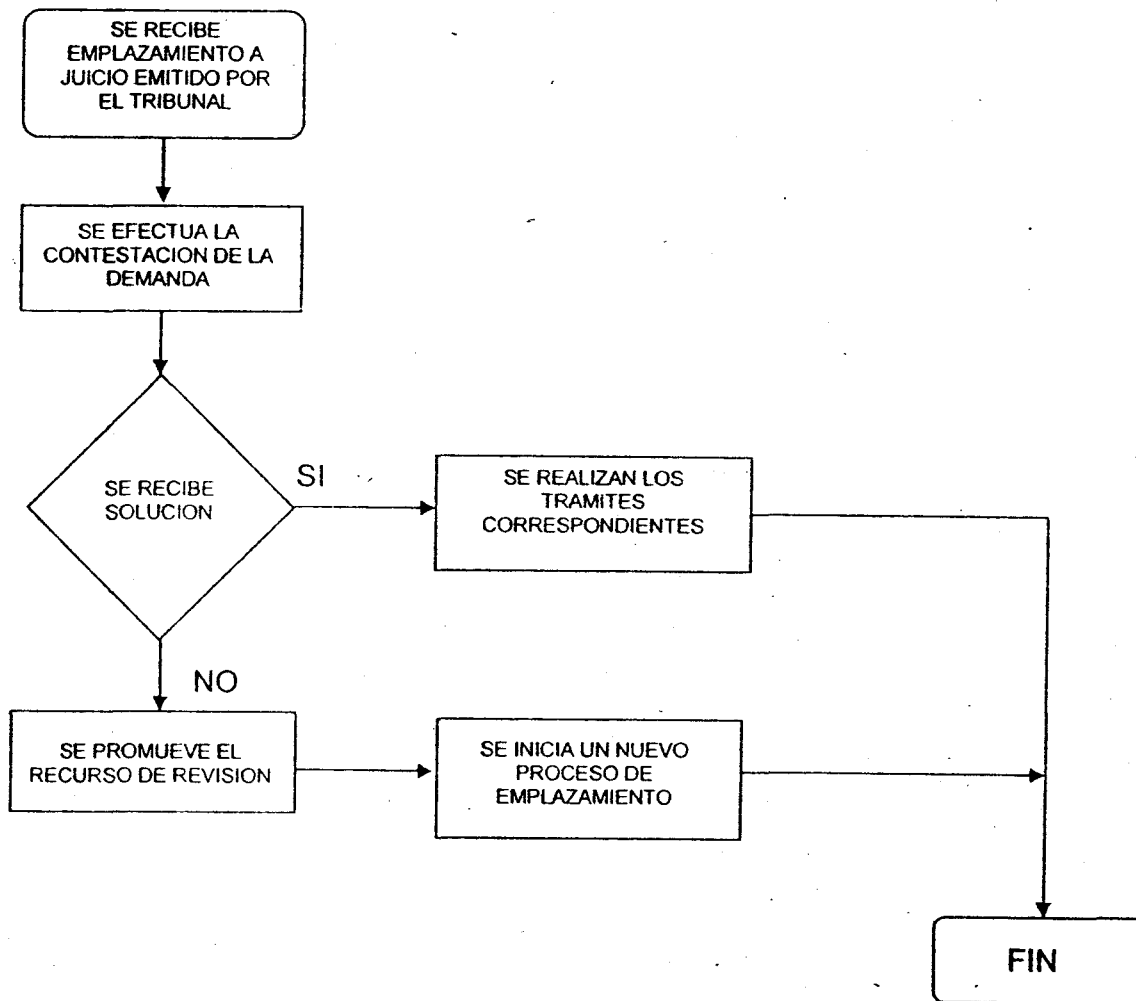 SE RECIBE
EMPLAZAMIENTO A
JUICIO EMITIDO POR
EL TRIBUNAL
SE EFECTUA LA
CONTESTACION DE LA
DEMANDA
SE RECIBE
SOLUCION
SI
SE REALIZAN LOS
TRAMITES
CORRESPONDIENTES
NO
SE PROMUEVE EL
RECURSO DE REVISION
SE INICIA UN NUEVO
PROCESO DE
EMPLAZAMIENTO
FIN